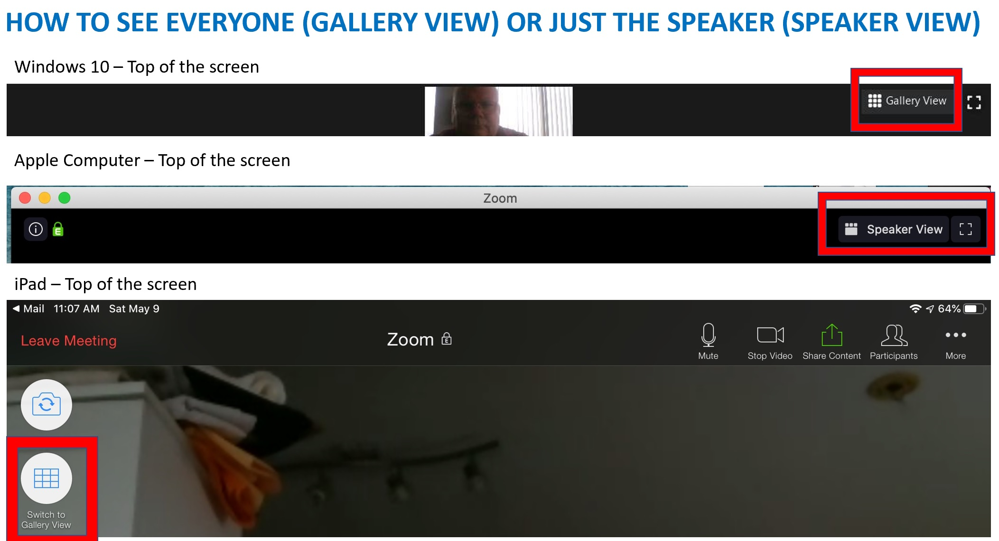 HOW TO SEE EVERYONE (GALLERY VIEW) OR JUST THE SPEAKER (SPEAKER VIEW)
Windows 10 – Top of the screen
Gallery View
Apple Computer – Top of the screen
Zoom
E
Speaker View
iPad – Top of the screen
Mail 11:07 AM Sat May 9 64%
Leave Meeting Zoom E
Mute Stop Video Share Content Participants More
Switch to
Gallery View